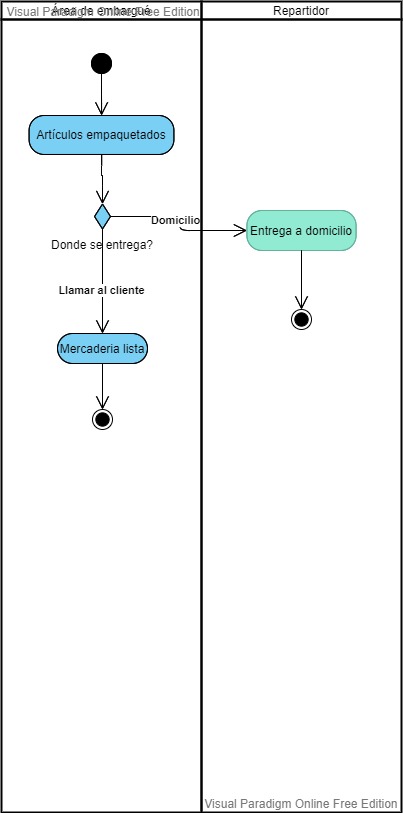 Área de embarque
Visual Paradigm Online Free Edition
Repartidor
Artículos empaquetados
Domicilio
Donde se entrega?
Entrega a domicilio
Llamar al cliente
Mercaderia lista
Visual Paradigm Online Free Edition